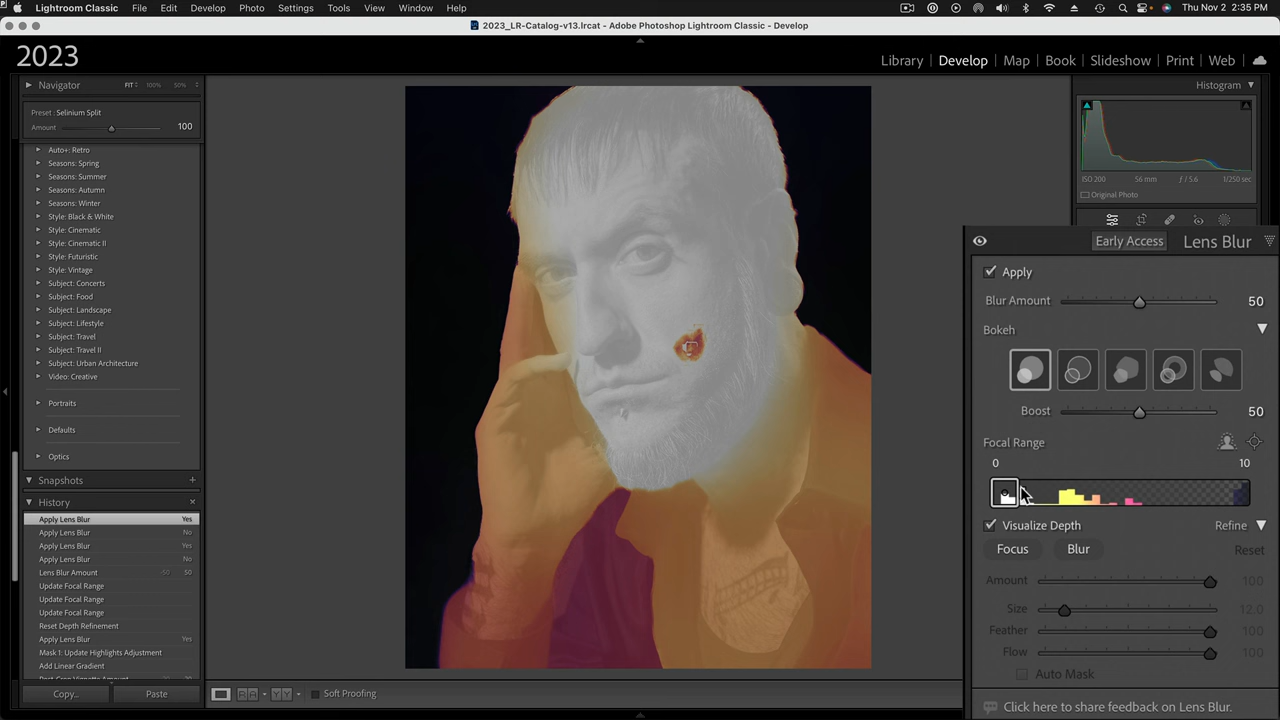 Lightroom Classic File Edit Develop Photo Settings Tools View Window Help Thu Nov 2 2:35 PM
2023_LR-Catalog-v13.lrcat - Adobe Photoshop Lightroom Classic - Develop
2023
Library Develop Map Book Slideshow Print Web
Navigator FIT 100% 50%
Histogram
Preset : Selinium Split
Amount 100
Auto+: Retro
Seasons: Spring
Seasons: Summer
Seasons: Autumn
Seasons: Winter
Style: Black & White
Style: Cinematic
Style: Cinematic II
Style: Futuristic
Style: Vintage
Subject: Concerts
Subject: Food
Subject: Landscape
Subject: Lifestyle
Subject: Travel
Subject: Travel II
Subject: Urban Architecture
Video: Creative
Portraits
Defaults
Optics
Snapshots +
History ×
Apply Lens Blur Yes
Apply Lens Blur No
Apply Lens Blur Yes
Apply Lens Blur No
Lens Blur Amount -50 50
Update Focal Range
Update Focal Range
Update Focal Range
Reset Depth Refinement
Apply Lens Blur Yes
Mask 1: Update Highlights Adjustment
Add Linear Gradient
Copy... Paste
RA YY Soft Proofing
ISO 200 56 mm ƒ / 5.6 1/250 sec
Original Photo
Early Access Lens Blur
Apply
Blur Amount 50
Bokeh
Boost 50
Focal Range
0 10
Visualize Depth Refine
Focus Blur Reset
Amount 100
Size 12.0
Feather 100
Flow 100
Auto Mask
Click here to share feedback on Lens Blur.